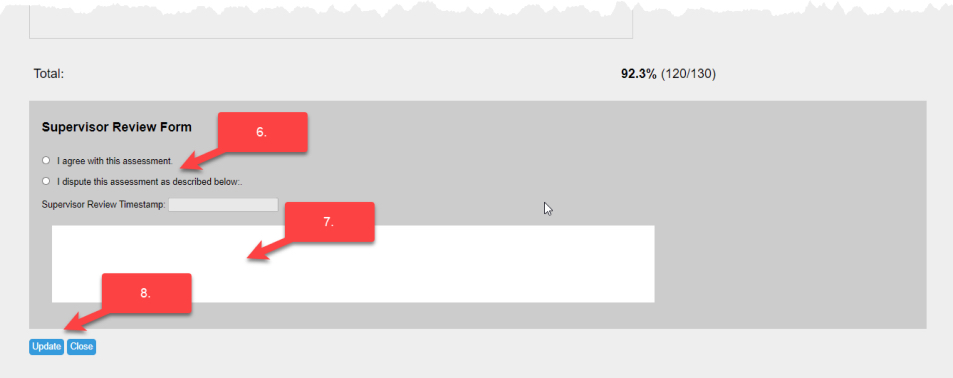 Total: 92.3% (120/130)
Supervisor Review Form
6.
I agree with this assessment.
I dispute this assessment as described below:.
Supervisor Review Timestamp:
7.
8.
Update Close